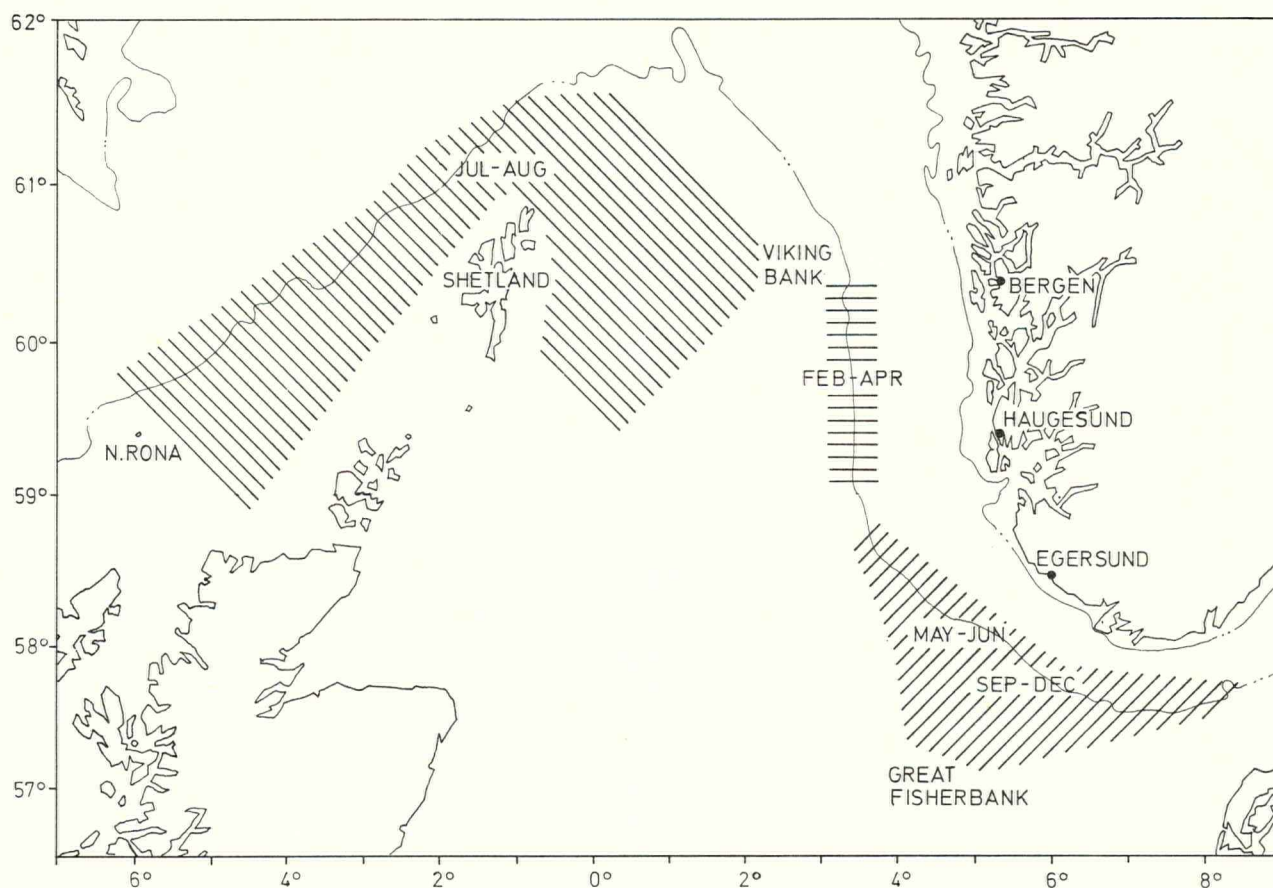 62°
61°
60°
59°
58°
57°
JUL-AUG
SHETLAND
VIKING
BANK
BERGEN
FEB-APR
HAUGESUND
N.RONA
EGERSUND
MAY-JUN
SEP-DEC
GREAT
FISHERBANK
6° 4° 2° 0° 2° 4° 6° 8°